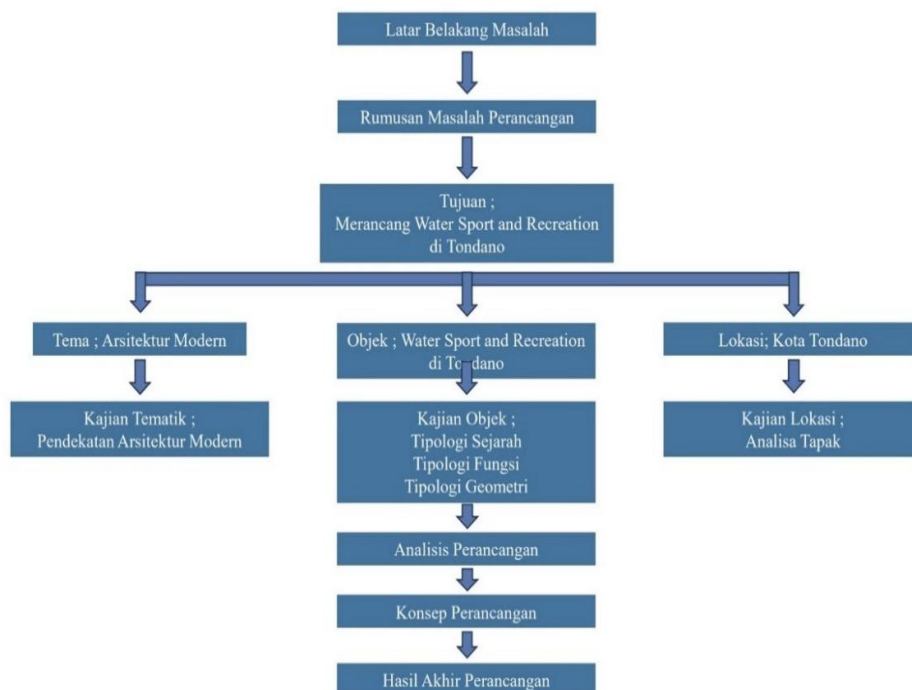 Latar Belakang Masalah
Rumusan Masalah Perancangan
Tujuan ;
Merancang Water Sport and Recreation
di Tondano
Tema ; Arsitektur Modern
Objek ; Water Sport and Recreation
di Tondano
Lokasi; Kota Tondano
Kajian Tematik ;
Pendekatan Arsitektur Modern
Kajian Objek ;
Tipologi Sejarah
Tipologi Fungsi
Tipologi Geometri
Kajian Lokasi ;
Analisa Tapak
Analisis Perancangan
Konsep Perancangan
Hasil Akhir Perancangan